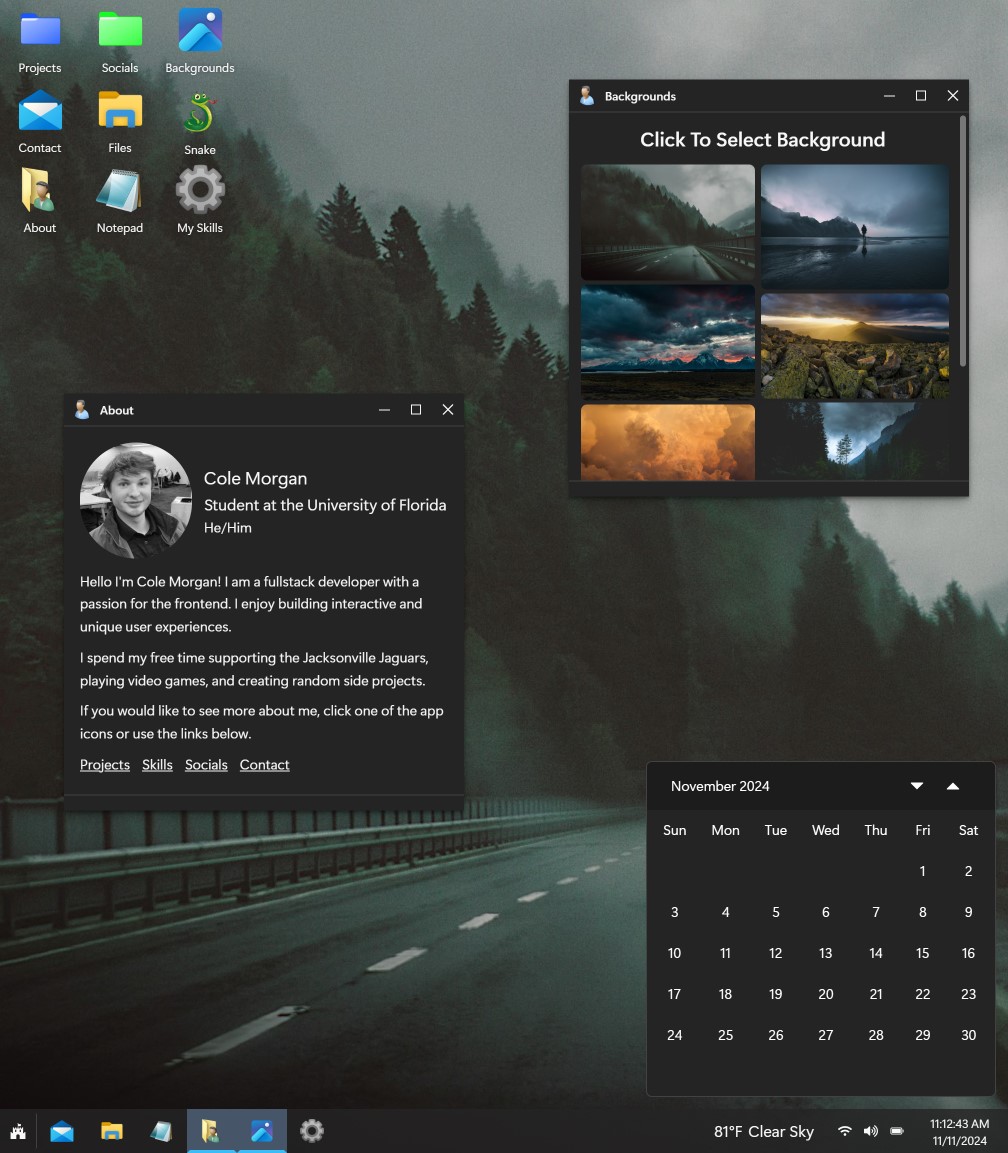 Projects
Socials
Backgrounds
Contact
Files
Snake
About
Notepad
My Skills
Backgrounds
Click To Select Background
About
Cole Morgan
Student at the University of Florida
He/Him
Hello I'm Cole Morgan! I am a fullstack developer with a
passion for the frontend. I enjoy building interactive and
unique user experiences.
I spend my free time supporting the Jacksonville Jaguars,
playing video games, and creating random side projects.
If you would like to see more about me, click one of the app
icons or use the links below.
Projects Skills Socials Contact
November 2024
Sun Mon Tue Wed Thu Fri Sat
1 2
3 4 5 6 7 8 9
10 11 12 13 14 15 16
17 18 19 20 21 22 23
24 25 26 27 28 29 30
81°F Clear Sky
11:12:43 AM
11/11/2024